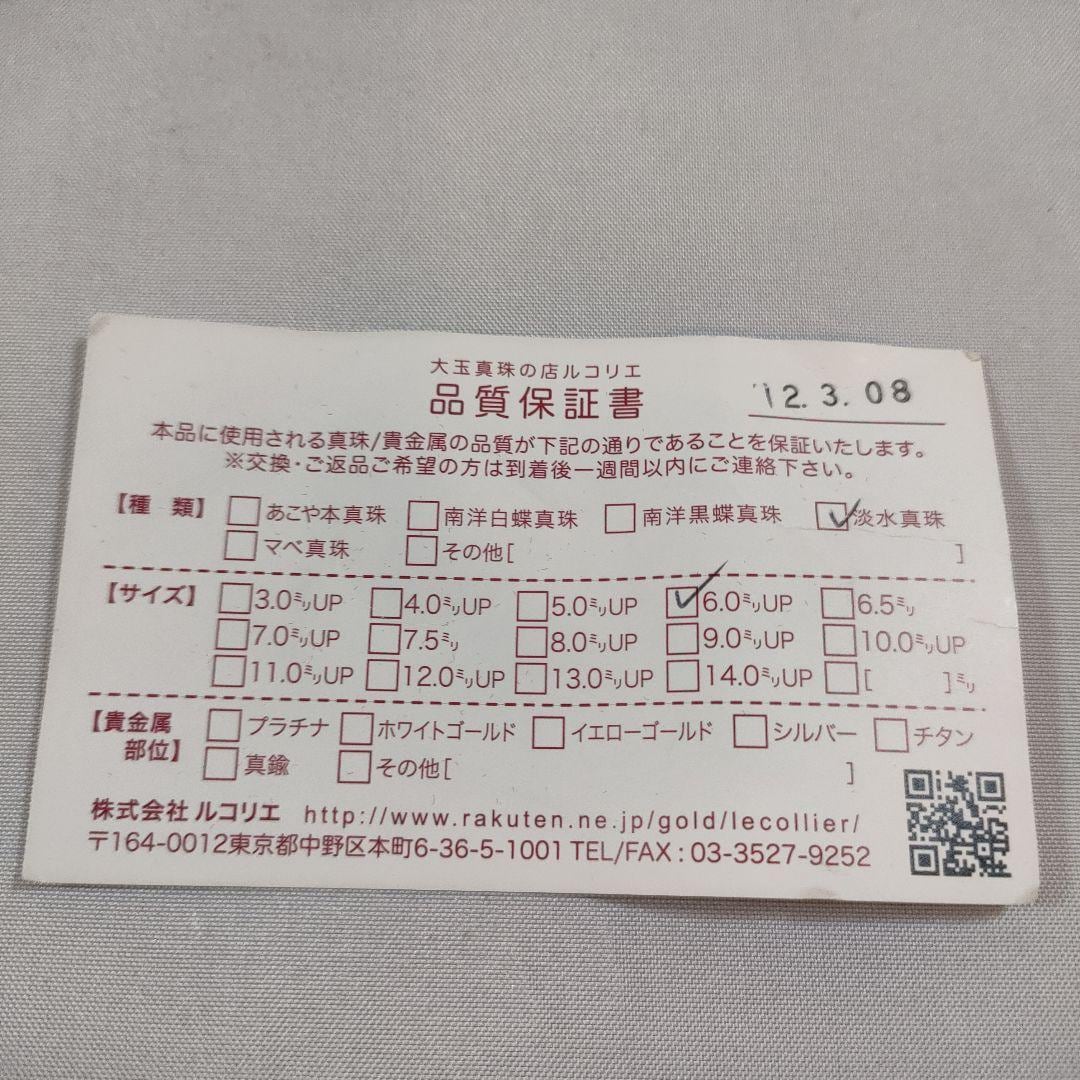 大玉真珠の店ルコリエ
品質保証書
'12.3.08
本品に使用される真珠/貴金属の品質が下記の通りであることを保証いたします。
※交換・ご返品ご希望の方は到着後一週間以内にご連絡下さい。
【種 類】 □あこや本真珠 □南洋白蝶真珠 □南洋黒蝶真珠 ☑淡水真珠
□マベ真珠 □その他[ ]
【サイズ】 □3.0㍉UP □4.0㍉UP □5.0㍉UP ☑6.0㍉UP □6.5㍉
□7.0㍉UP □7.5㍉ □8.0㍉UP □9.0㍉UP □10.0㍉UP
□11.0㍉UP □12.0㍉UP □13.0㍉UP □14.0㍉UP □[ ]㍉
【貴金属 □プラチナ □ホワイトゴールド □イエローゴールド □シルバー □チタン
部位】 □真鍮 □その他[ ]
株式会社 ルコリエ http://www.rakuten.ne.jp/gold/lecollier/
〒164-0012東京都中野区本町6-36-5-1001 TEL/FAX : 03-3527-9252